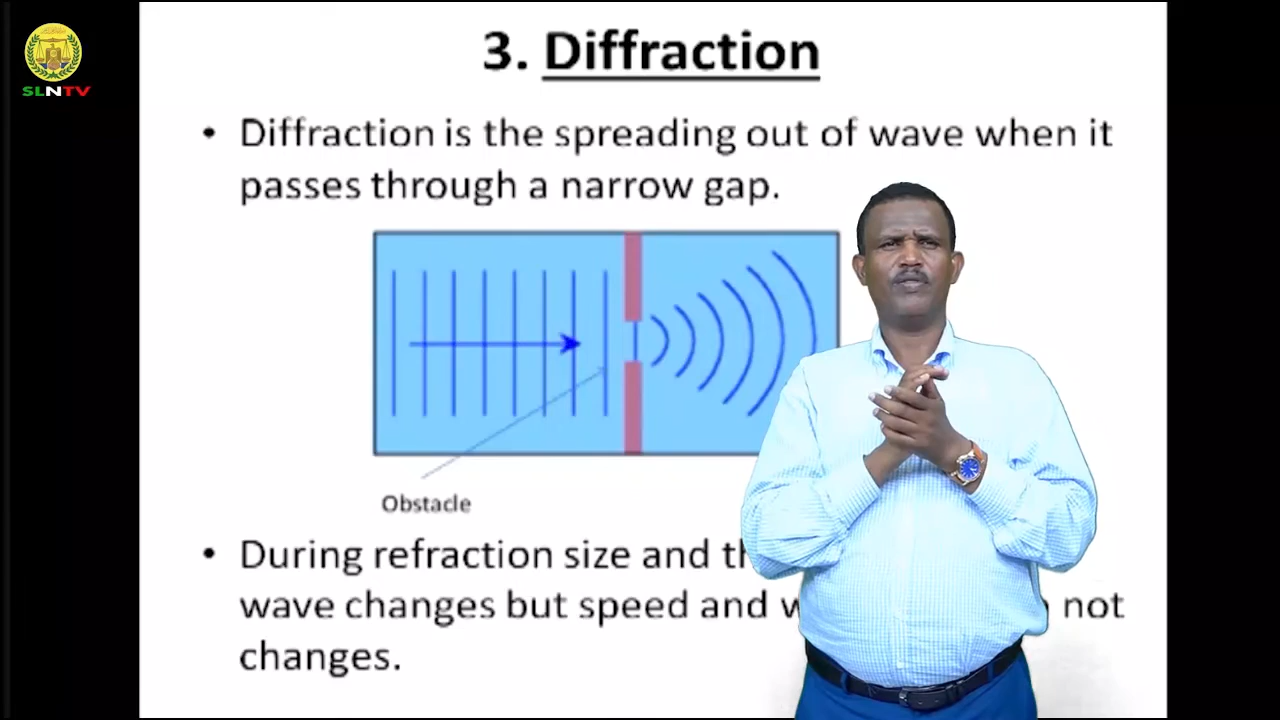 SLNTV
3. Diffraction
• Diffraction is the spreading out of wave when it
passes through a narrow gap.
Obstacle
• During refraction size and
wave changes but speed and not
changes.